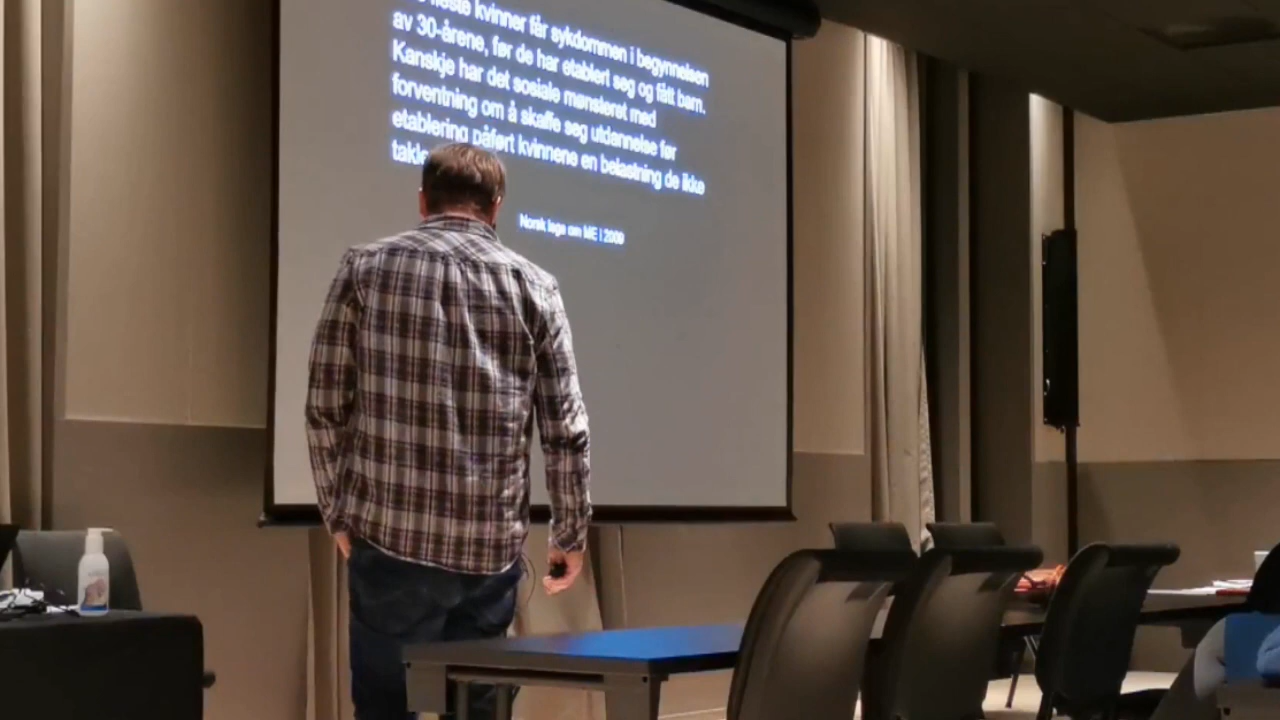 fleste kvinner får sykdommen i begynnelsen
av 30-årene, før de har etablert seg og fått barn.
Kanskje har det sosiale mønsteret med
forventning om å skaffe seg utdannelse før
etablering påført kvinnene en belastning de ikke
takle
Norsk lege om ME i 2009